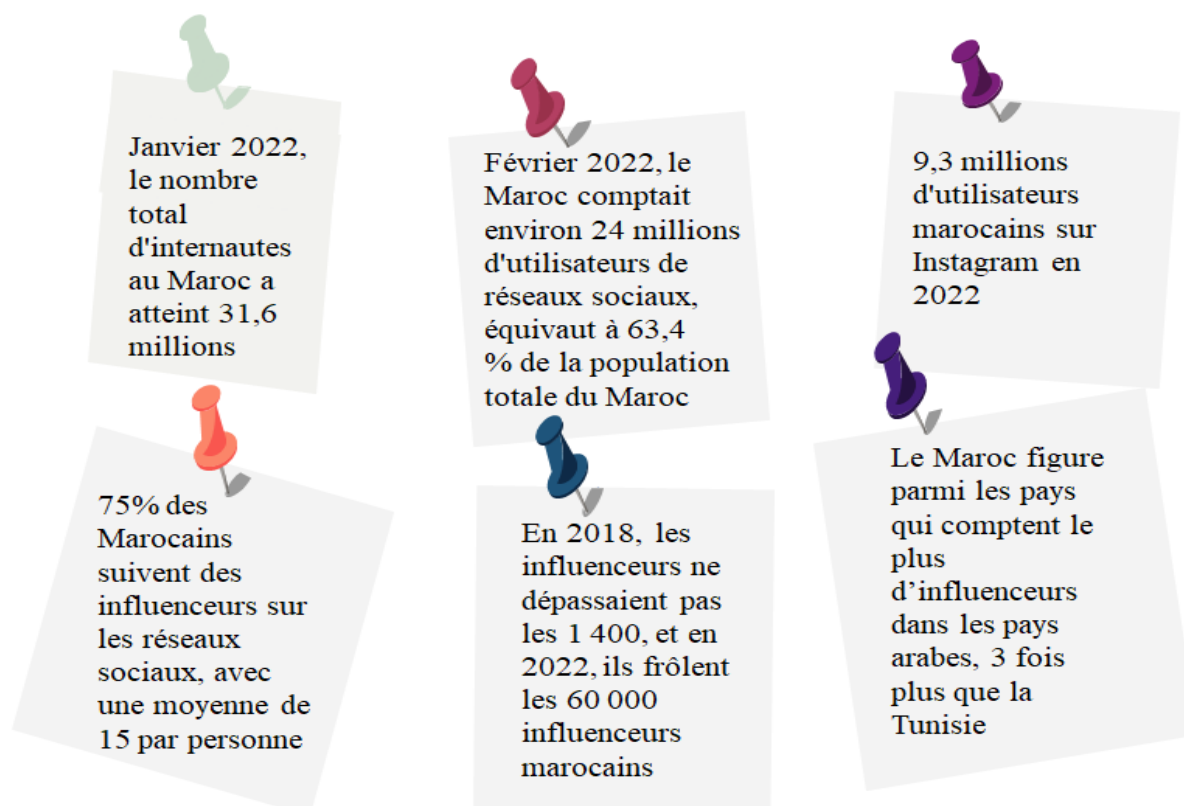 Janvier 2022,
le nombre
total
d'internautes
au Maroc a
atteint 31,6
millions
Février 2022, le
Maroc comptait
environ 24 millions
d'utilisateurs de
réseaux sociaux,
équivaut à 63,4
% de la population
totale du Maroc
9,3 millions
d'utilisateurs
marocains sur
Instagram en
2022
75% des
Marocains
suivent des
influenceurs sur
les réseaux
sociaux, avec
une moyenne de
15 par personne
En 2018, les
influenceurs ne
dépassaient pas
les 1 400, et en
2022, ils frôlent
les 60 000
influenceurs
marocains
Le Maroc figure
parmi les pays
qui comptent le
plus
d’influenceurs
dans les pays
arabes, 3 fois
plus que la
Tunisie